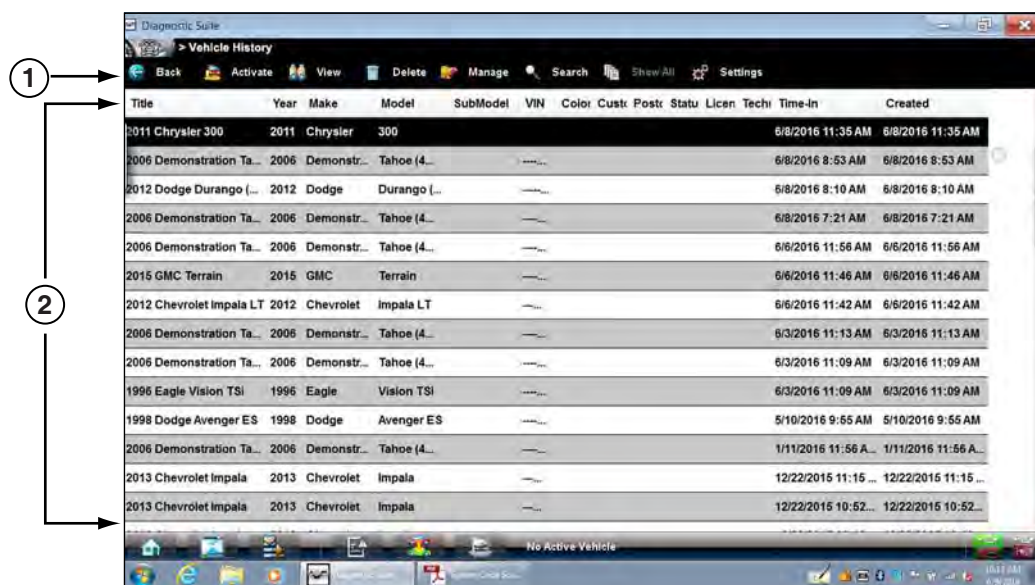 Diagnostic Suite
> Vehicle History
1
Back Activate View Delete Manage Search Show All Settings
Title Year Make Model SubModel VIN Color Custo Posto Statu Licen Techi Time-In Created
2011 Chrysler 300 2011 Chrysler 300 6/8/2016 11:35 AM 6/8/2016 11:35 AM
2006 Demonstration Ta... 2006 Demonstr... Tahoe (4... ----... 6/8/2016 8:53 AM 6/8/2016 8:53 AM
2012 Dodge Durango (... 2012 Dodge Durango (... ----... 6/8/2016 8:10 AM 6/8/2016 8:10 AM
2006 Demonstration Ta... 2006 Demonstr... Tahoe (4... ----... 6/8/2016 7:21 AM 6/8/2016 7:21 AM
2006 Demonstration Ta... 2006 Demonstr... Tahoe (4... ----... 6/6/2016 11:56 AM 6/6/2016 11:56 AM
2015 GMC Terrain 2015 GMC Terrain 6/6/2016 11:46 AM 6/6/2016 11:46 AM
2
2012 Chevrolet Impala LT 2012 Chevrolet Impala LT ----... 6/6/2016 11:42 AM 6/6/2016 11:42 AM
2006 Demonstration Ta... 2006 Demonstr... Tahoe (4... ----... 6/3/2016 11:13 AM 6/3/2016 11:13 AM
2006 Demonstration Ta... 2006 Demonstr... Tahoe (4... ----... 6/3/2016 11:09 AM 6/3/2016 11:09 AM
1996 Eagle Vision TSi 1996 Eagle Vision TSi ----... 6/3/2016 11:09 AM 6/3/2016 11:09 AM
1998 Dodge Avenger ES 1998 Dodge Avenger ES ----... 5/10/2016 9:55 AM 5/10/2016 9:55 AM
2006 Demonstration Ta... 2006 Demonstr... Tahoe (4... ----... 1/11/2016 11:56 A... 1/11/2016 11:56 A...
2013 Chevrolet Impala 2013 Chevrolet Impala ----... 12/22/2015 11:15 ... 12/22/2015 11:15 ...
2013 Chevrolet Impala 2013 Chevrolet Impala ----... 12/22/2015 10:52... 12/22/2015 10:52...
No Active Vehicle